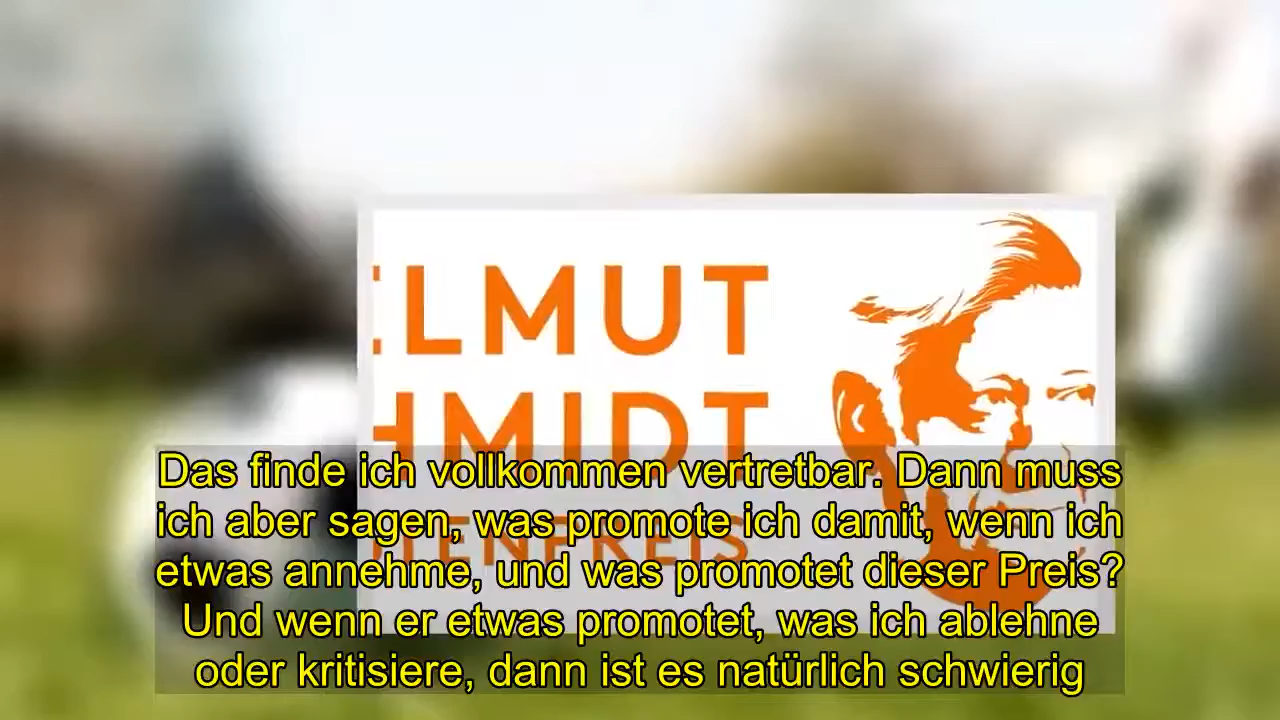 ELMUT
HMIDT
TENPREIS
Das finde ich vollkommen vertretbar. Dann muss
ich aber sagen, was promote ich damit, wenn ich
etwas annehme, und was promotet dieser Preis?
Und wenn er etwas promotet, was ich ablehne
oder kritisiere, dann ist es natürlich schwierig